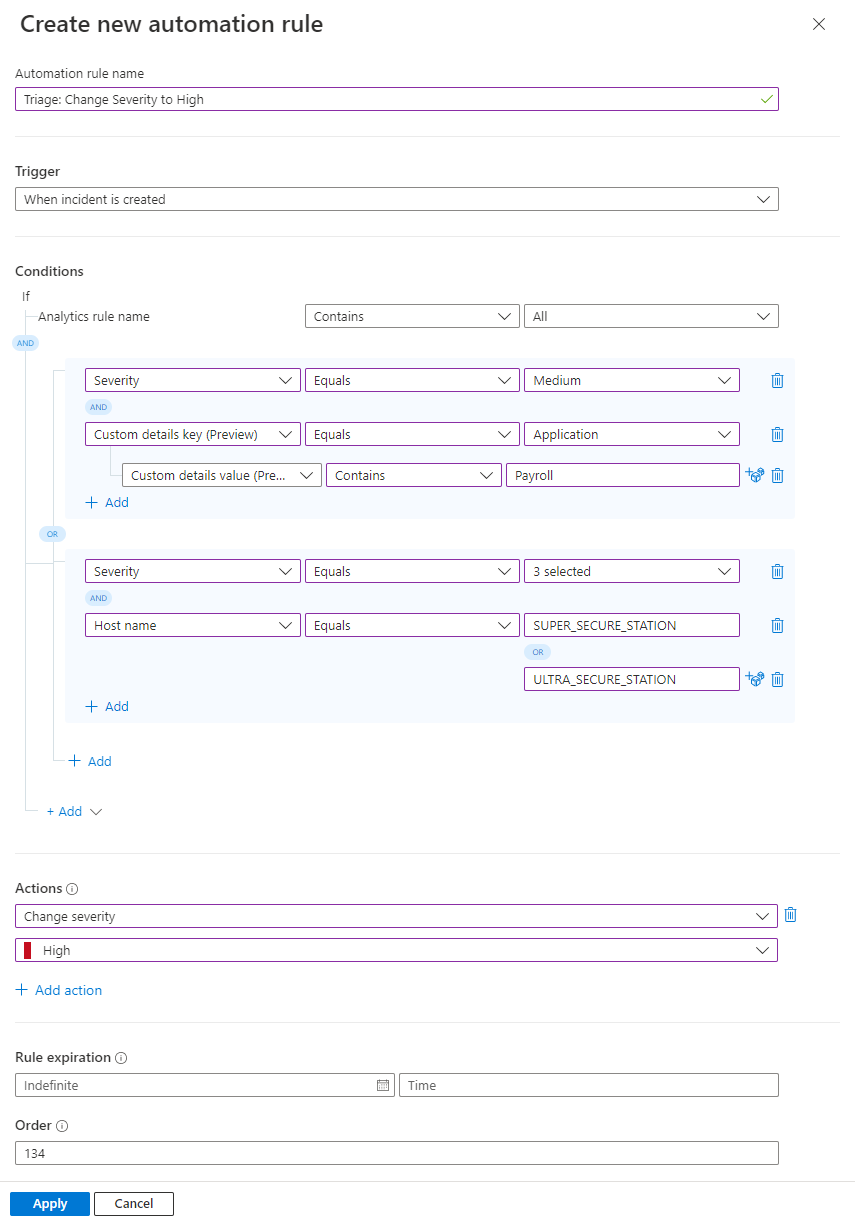 Create new automation rule
Automation rule name
Triage: Change Severity to High
Trigger
When incident is created
Conditions
If
Analytics rule name Contains All
AND
Severity Equals Medium
AND
Custom details key (Preview) Equals Application
Custom details value (Pre... Contains Payroll
+ Add
OR
Severity Equals 3 selected
AND
Host name Equals SUPER_SECURE_STATION
OR
ULTRA_SECURE_STATION
+ Add
+ Add
+ Add
Actions
Change severity
High
+ Add action
Rule expiration
Indefinite Time
Order
134
Apply Cancel